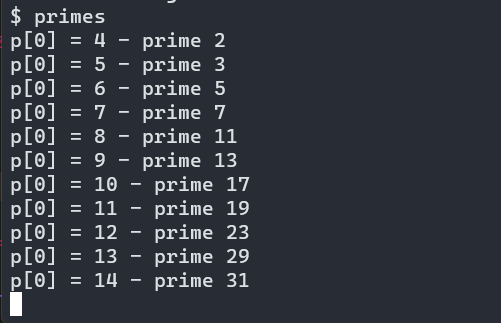 $ primes
p[0] = 4 - prime 2
p[0] = 5 - prime 3
p[0] = 6 - prime 5
p[0] = 7 - prime 7
p[0] = 8 - prime 11
p[0] = 9 - prime 13
p[0] = 10 - prime 17
p[0] = 11 - prime 19
p[0] = 12 - prime 23
p[0] = 13 - prime 29
p[0] = 14 - prime 31